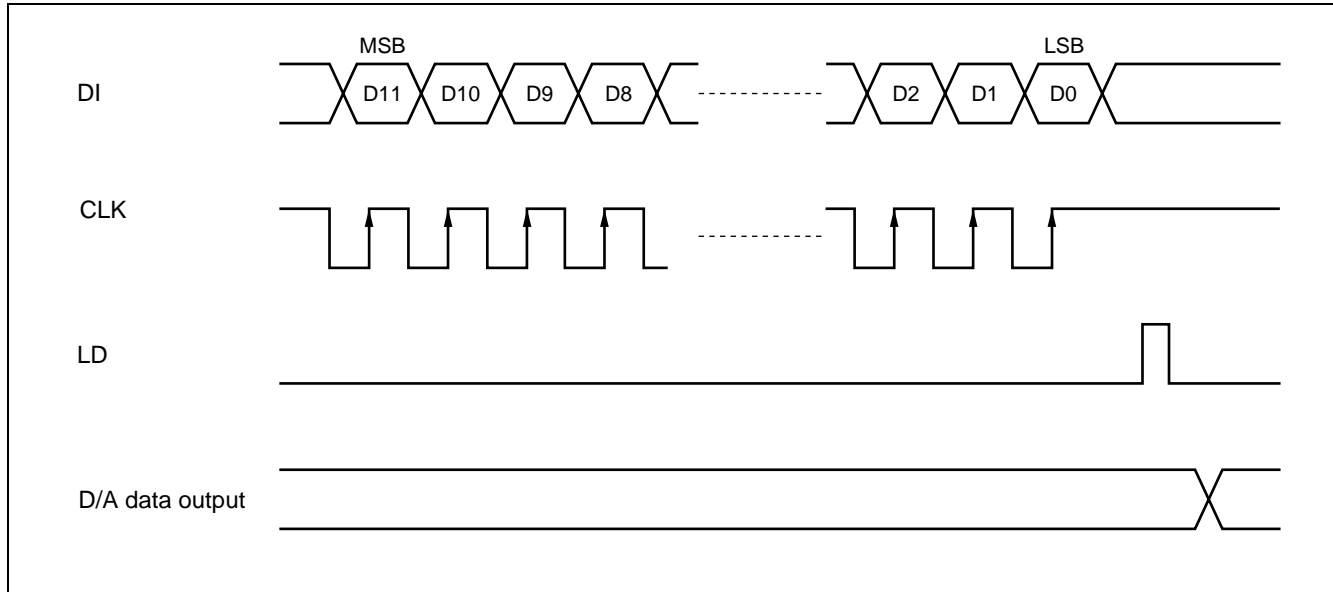 MSB LSB
DI D11 D10 D9 D8 D2 D1 D0
CLK
LD
D/A data output